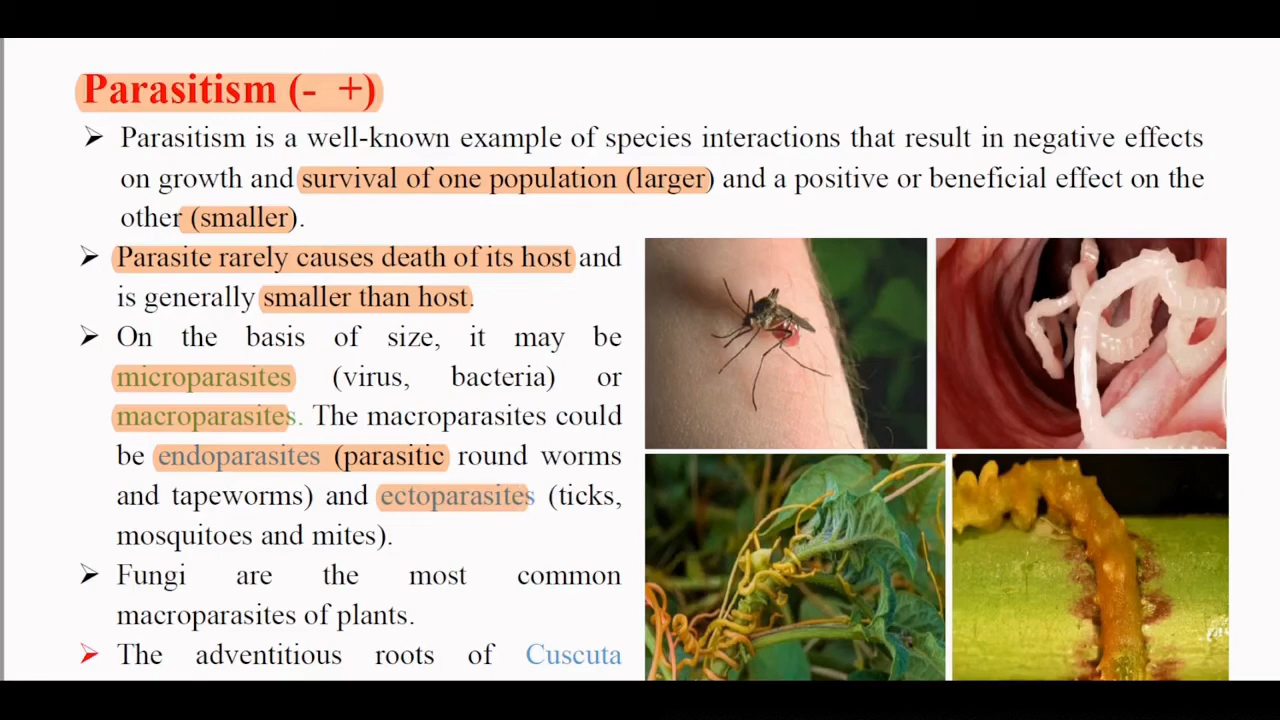 Parasitism (- +)
➢ Parasitism is a well-known example of species interactions that result in negative effects
on growth and survival of one population (larger) and a positive or beneficial effect on the
other (smaller).
➢ Parasite rarely causes death of its host and
is generally smaller than host.
➢ On the basis of size, it may be
microparasites (virus, bacteria) or
macroparasites. The macroparasites could
be endoparasites (parasitic round worms
and tapeworms) and ectoparasites (ticks,
mosquitoes and mites).
➢ Fungi are the most common
macroparasites of plants.
➢ The adventitious roots of Cuscuta